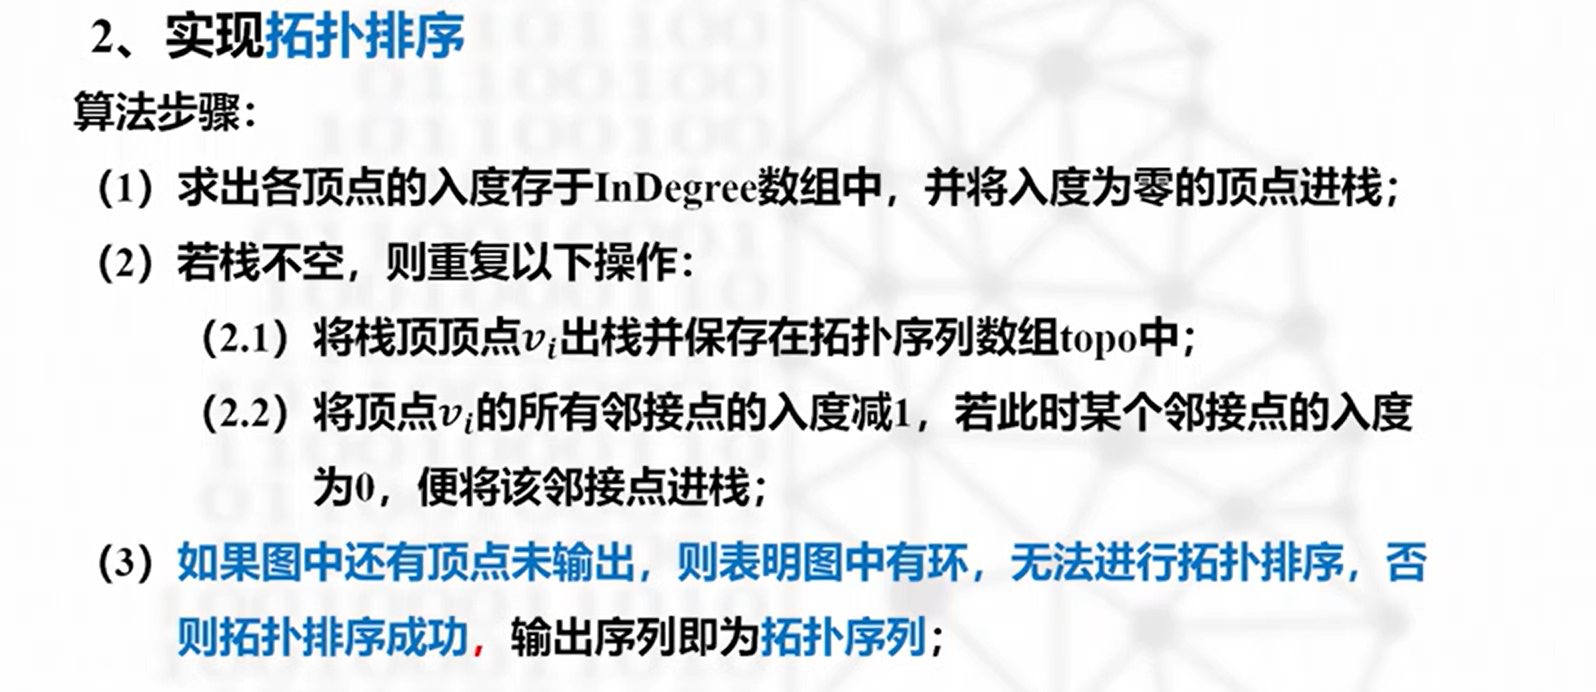 2、实现拓扑排序
算法步骤：
（1）求出各顶点的入度存于InDegree数组中，并将入度为零的顶点进栈；
（2）若栈不空，则重复以下操作：
（2.1）将栈顶顶点vᵢ出栈并保存在拓扑序列数组topo中；
（2.2）将顶点vᵢ的所有邻接点的入度减1，若此时某个邻接点的入度
为0，便将该邻接点进栈；
（3）如果图中还有顶点未输出，则表明图中有环，无法进行拓扑排序，否
则拓扑排序成功，输出序列即为拓扑序列；